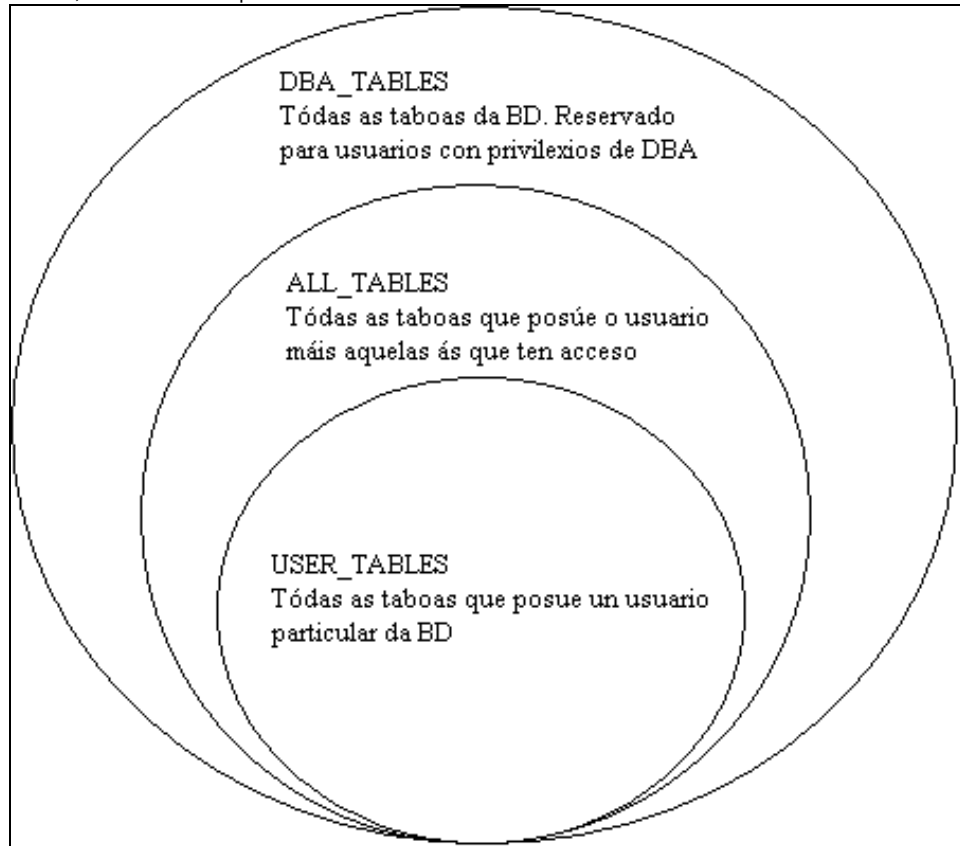 DBA_TABLES
Tódas as taboas da BD. Reservado
para usuarios con privilexios de DBA
ALL_TABLES
Tódas as taboas que posúe o usuario
máis aquelas ás que ten acceso
USER_TABLES
Tódas as taboas que posue un usuario
particular da BD